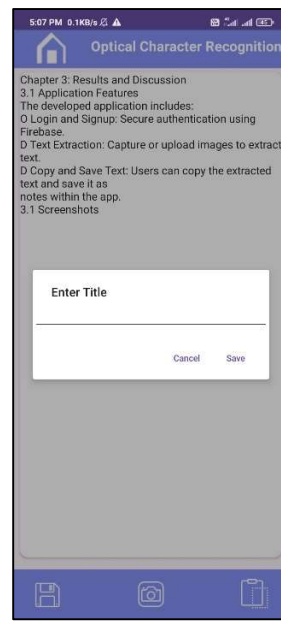 5:07 PM 0.1KB/s
Optical Character Recognition
Chapter 3: Results and Discussion
3.1 Application Features
The developed application includes:
O Login and Signup: Secure authentication using
Firebase.
D Text Extraction: Capture or upload images to extract
text.
D Copy and Save Text: Users can copy the extracted
text and save it as
notes within the app.
3.1 Screenshots
Enter Title
Cancel Save